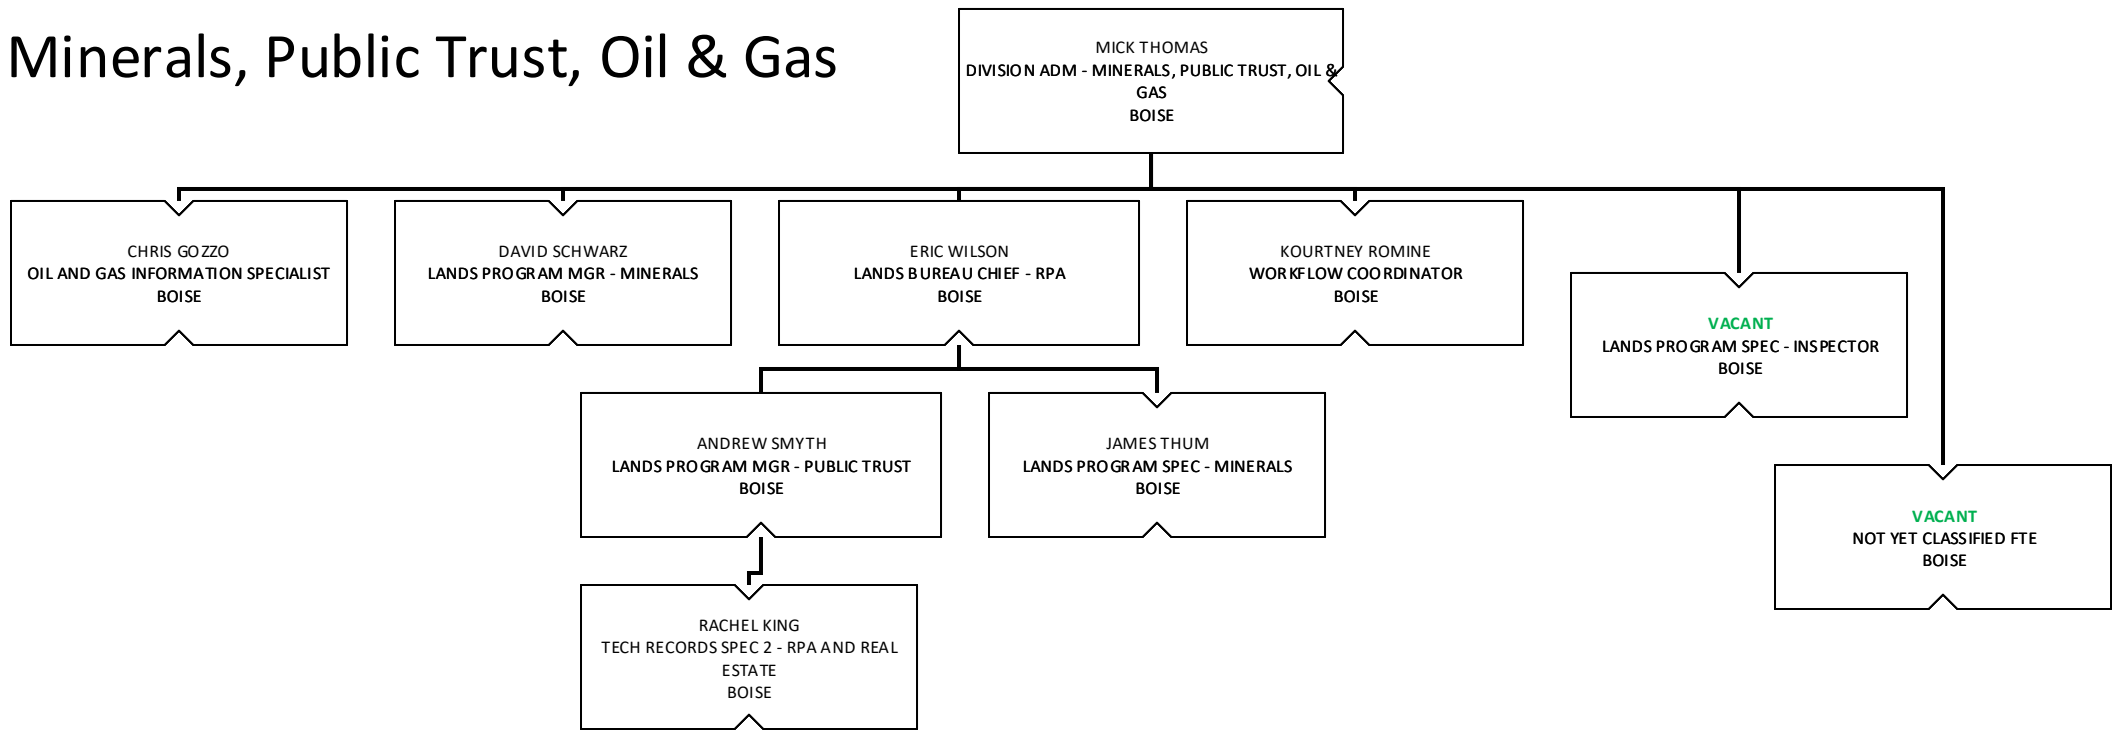 Minerals, Public Trust, Oil & Gas
MICK THOMAS
DIVISION ADM - MINERALS, PUBLIC TRUST, OIL &
GAS
BOISE
CHRIS GOZZO
OIL AND GAS INFORMATION SPECIALIST
BOISE
DAVID SCHWARZ
LANDS PROGRAM MGR - MINERALS
BOISE
ERIC WILSON
LANDS BUREAU CHIEF - RPA
BOISE
KOURTNEY ROMINE
WORKFLOW COORDINATOR
BOISE
VACANT
LANDS PROGRAM SPEC - INSPECTOR
BOISE
ANDREW SMYTH
LANDS PROGRAM MGR - PUBLIC TRUST
BOISE
JAMES THUM
LANDS PROGRAM SPEC - MINERALS
BOISE
VACANT
NOT YET CLASSIFIED FTE
BOISE
RACHEL KING
TECH RECORDS SPEC 2 - RPA AND REAL
ESTATE
BOISE